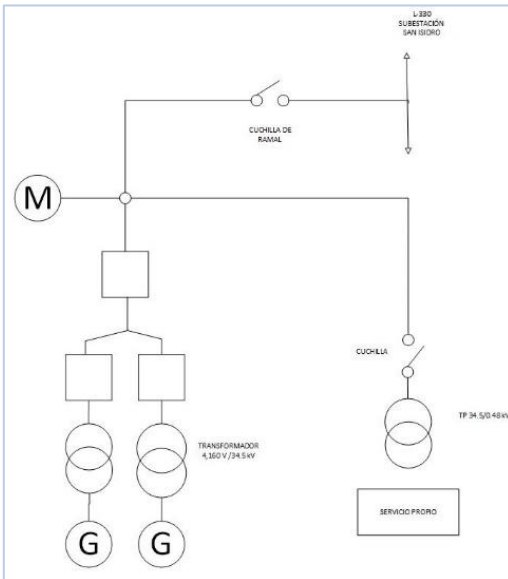 L-330
SUBESTACIÓN
SAN ISIDRO
CUCHILLA DE
RAMAL
M
CUCHILLA
TP 34.5/0.48 kV
TRANSFORMADOR
4,160 V /34.5 kV
SERVICIO PROPIO
G
G